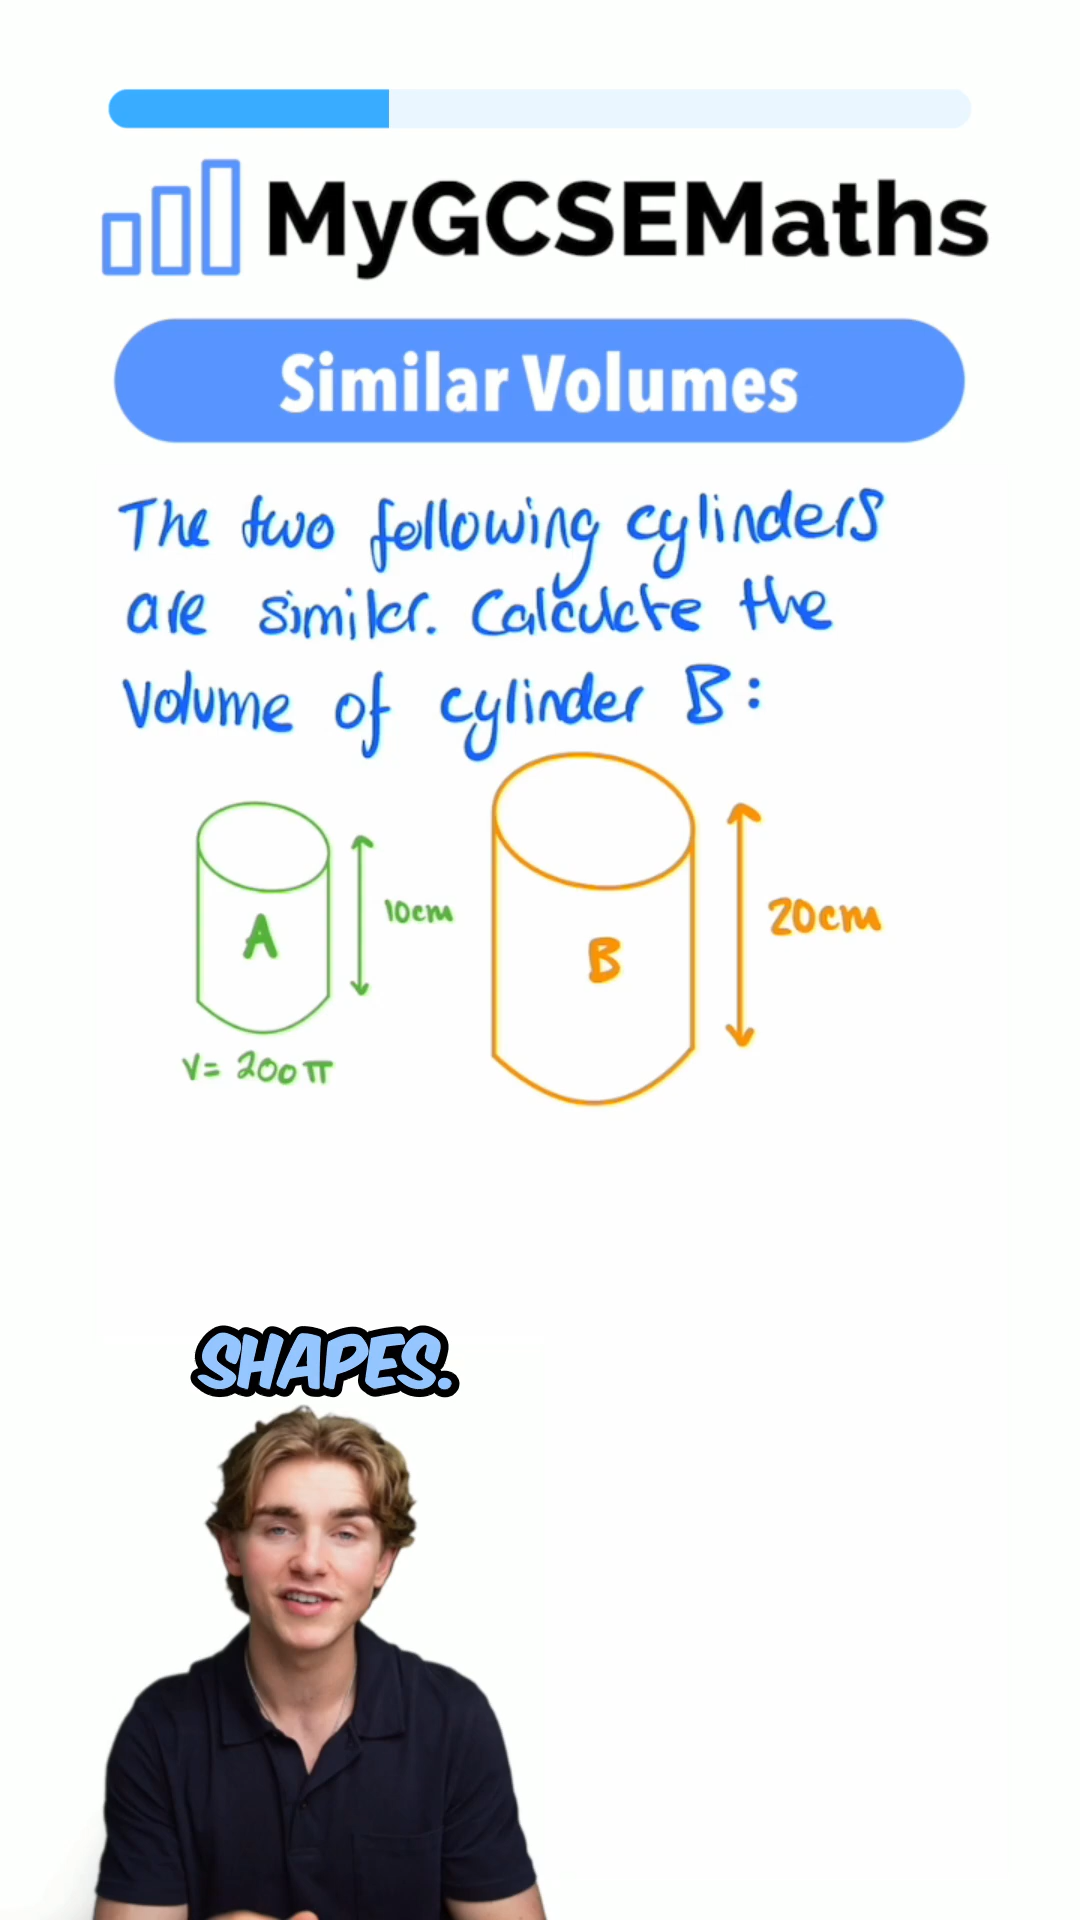 MyGCSEMaths
Similar Volumes
The two following cylinders
are similar. Calculate the
volume of cylinder B:
A
10cm
B
20cm
V= 200π
SHAPES.